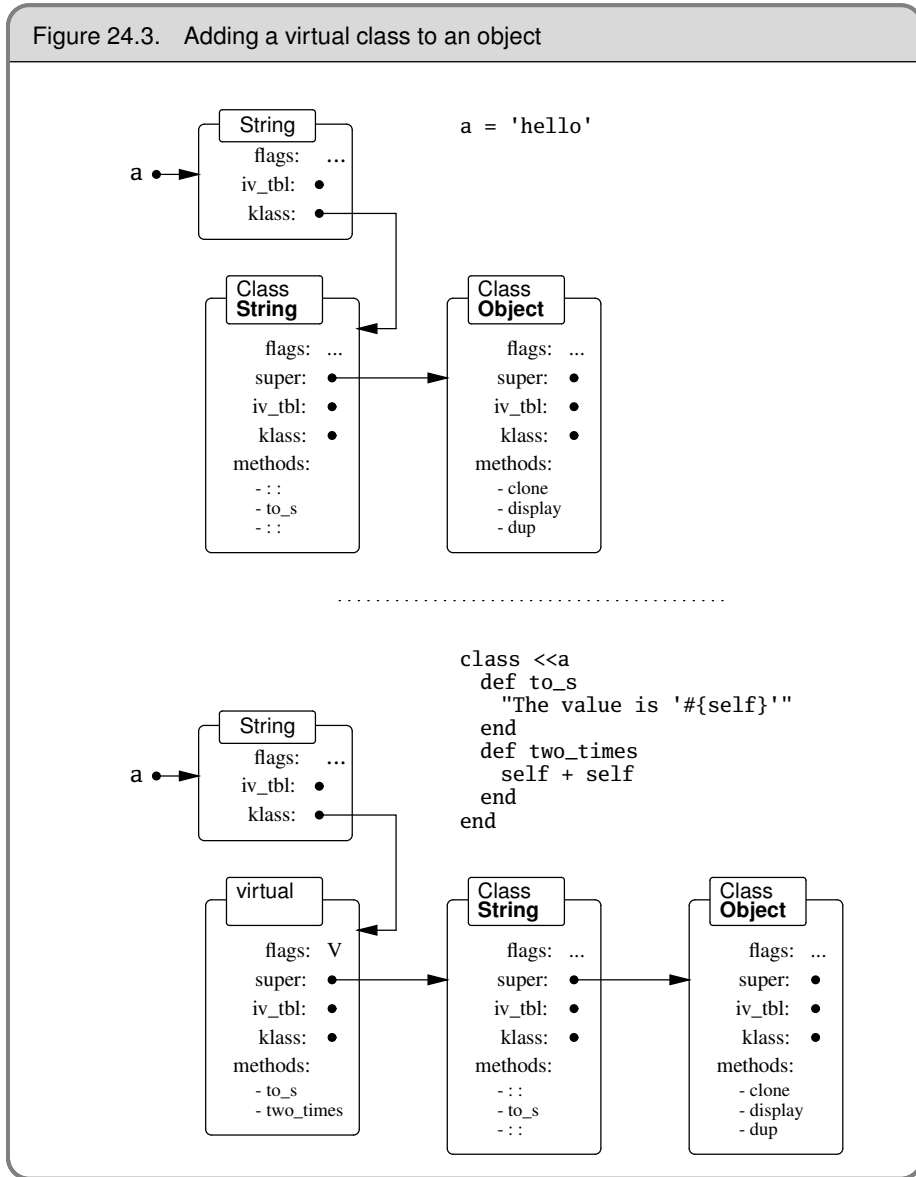 Figure 24.3. Adding a virtual class to an object
String
a = 'hello'
flags: ...
a
iv_tbl:
klass:
Class
String
flags: ...
super:
iv_tbl:
klass:
methods:
- : :
- to_s
- : :
Class
Object
flags: ...
super:
iv_tbl:
klass:
methods:
- clone
- display
- dup
class <<a
def to_s
"The value is '#{self}'"
end
def two_times
self + self
end
end
String
flags: ...
a
iv_tbl:
klass:
virtual
flags: V
super:
iv_tbl:
klass:
methods:
- to_s
- two_times
Class
String
flags: ...
super:
iv_tbl:
klass:
methods:
- : :
- to_s
- : :
Class
Object
flags: ...
super:
iv_tbl:
klass:
methods:
- clone
- display
- dup